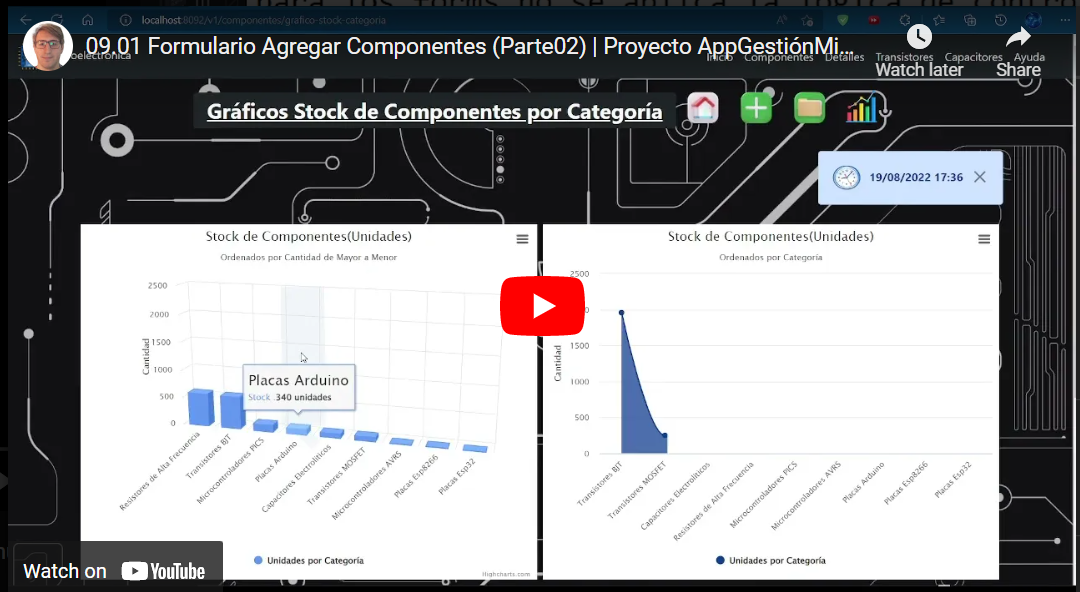 localhost:8092/v1/componentes/grafico-stock-categoria
09.01 Formulario Agregar Componentes (Parte02) | Proyecto AppGestiónMi...
Watch later
Share
oelectrónica
Inicio Componentes Detalles Transistores Capacitores Ayuda
Gráficos Stock de Componentes por Categoría
19/08/2022 17:36
Stock de Componentes(Unidades)
Ordenados por Cantidad de Mayor a Menor
2500
2000
1500
1000
500
0
Cantidad
Placas Arduino
Stock 340 unidades
Resistores de Alta Frecuencia
Transistores BJT
Microcontroladores PICS
Placas Arduino
Capacitores Electrolíticos
Transistores MOSFET
Microcontroladores AVRS
Placas Esp8266
Placas Esp32
Unidades por Categoría
Highcharts.com
Stock de Componentes(Unidades)
Ordenados por Categoría
2500
1500
1000
500
0
Cantidad
Transistores BJT
Transistores MOSFET
Capacitores Electrolíticos
Resistores de Alta Frecuencia
Microcontroladores PICS
Microcontroladores AVRS
Placas Arduino
Placas Esp8266
Placas Esp32
Unidades por Categoría
Watch on YouTube